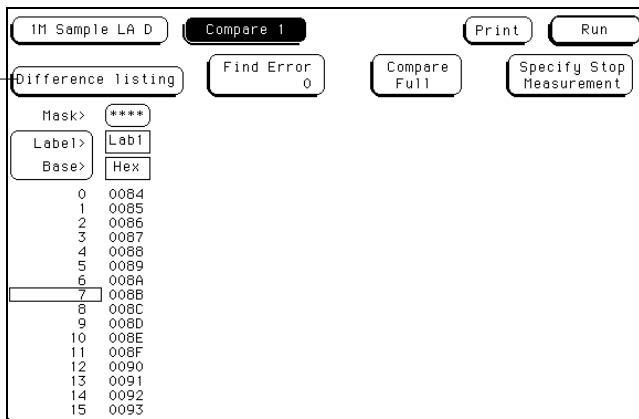 1M Sample LA D
Compare 1
Print
Run
Difference listing
Find Error
0
Compare
Full
Specify Stop
Measurement
Mask> ****
Label> Lab1
Base> Hex
0 0084
1 0085
2 0086
3 0087
4 0088
5 0089
6 008A
7 008B
8 008C
9 008D
10 008E
11 008F
12 0090
13 0091
14 0092
15 0093